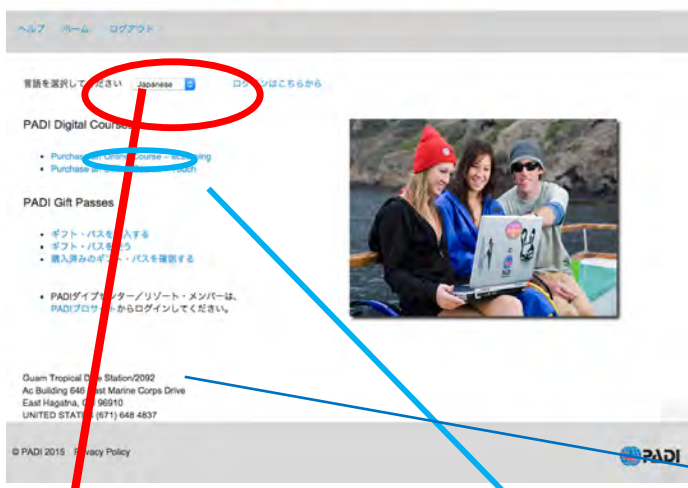 ヘルプ ホーム ログアウト
言語を選択してください Japanese
はこちらから
PADI Digital Courses
Purchase an Online Course –
Purchase an
PADI Gift Passes
ギフト・パスを購入する
ギフト・パスを使う
購入済みのギフト・パスを確認する
PADIダイブセンター/リゾート・メンバーは、
PADIプロサイトからログインしてください。
Guam Tropical Dive Station/2092
Ac Building 646 East Marine Corps Drive
East Hagatna, 96910
UNITED STATES (671) 648 4837
© PADI 2015 Privacy Policy
PADI